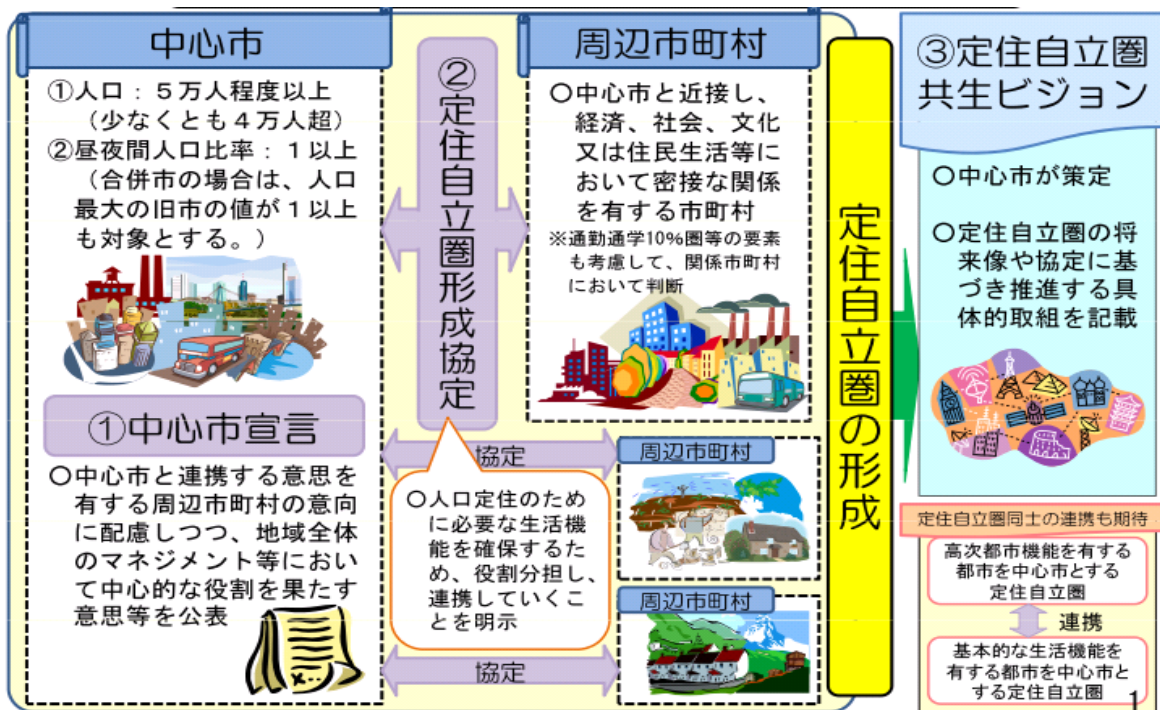 中心市
①人口：５万人程度以上
（少なくとも４万人超）
②昼夜間人口比率：１以上
（合併市の場合は、人口
最大の旧市の値が１以上
も対象とする。）
①中心市宣言
○中心市と連携する意思を
有する周辺市町村の意向
に配慮しつつ、地域全体
のマネジメント等におい
て中心的な役割を果たす
意思等を公表
②定住自立圏形成協定
協定
○人口定住のため
に必要な生活機
能を確保するた
め、役割分担し、
連携していくこ
とを明示
協定
周辺市町村
○中心市と近接し、
経済、社会、文化
又は住民生活等に
おいて密接な関係
を有する市町村
※通勤通学10%圏等の要素
も考慮して、関係市町村
において判断
周辺市町村
周辺市町村
定住自立圏の形成
③定住自立圏
共生ビジョン
○中心市が策定
○定住自立圏の将
来像や協定に基
づき推進する具
体的取組を記載
定住自立圏同士の連携も期待
高次都市機能を有する
都市を中心市とする
定住自立圏
連携
基本的な生活機能を
有する都市を中心市と
する定住自立圏
1